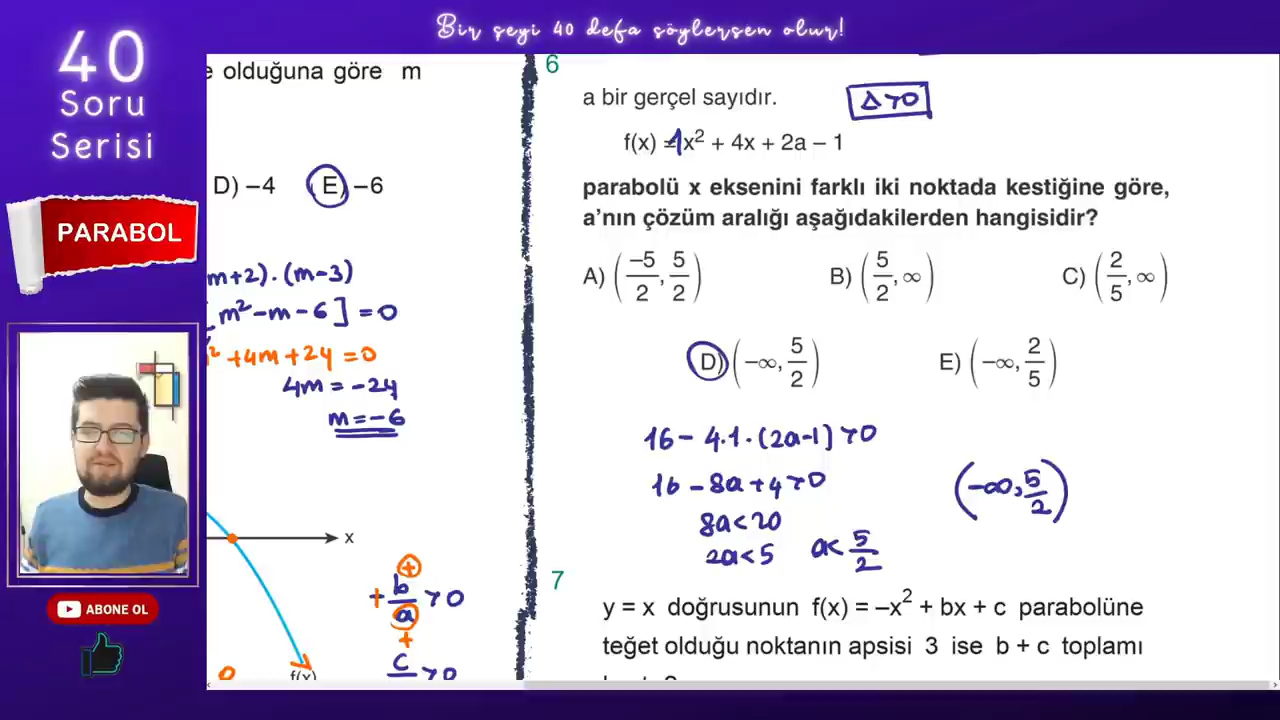 Bir şeyi 40 defa söylersen olur!
40
Soru
Serisi
PARABOL
ABONE OL
e olduğuna göre m
D) −4 E) −6
m+2).(m-3)
m² -m-6] =0
² +4m+24 =0
4m = -24
m=-6
x
f(x)
+ b/a >0
+
+
c >0
6
a bir gerçel sayıdır.
Δ>0
f(x) = 1x² + 4x + 2a − 1
parabolü x eksenini farklı iki noktada kestiğine göre,
a'nın çözüm aralığı aşağıdakilerden hangisidir?
A) (−5/2, 5/2) B) (5/2, ∞) C) (2/5, ∞)
D) (−∞, 5/2) E) (−∞, 2/5)
16 - 4.1.(2a-1) >0
16 - 8a+4 >0
8a<20
2a<5 a< 5/2
(-∞, 5/2)
7
y = x doğrusunun f(x) = −x² + bx + c parabolüne
teğet olduğu noktanın apsisi 3 ise b + c toplamı